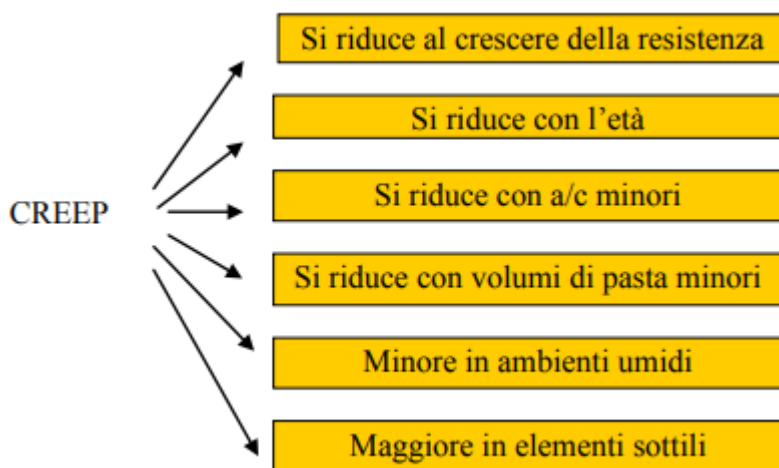 Si riduce al crescere della resistenza
Si riduce con l'età
CREEP
Si riduce con a/c minori
Si riduce con volumi di pasta minori
Minore in ambienti umidi
Maggiore in elementi sottili